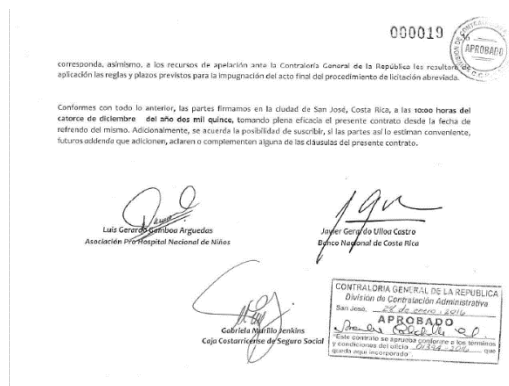 000019
APROBADO
corresponda, asimismo, a los recursos de apelación ante la Contraloría General de la República les resultará de
aplicación las reglas y plazos previstos para la impugnación del acto final del procedimiento de licitación abreviada.
Conformes con todo lo anterior, las partes firmamos en la ciudad de San José, Costa Rica, a las 10:00 horas del
catorce de diciembre del año dos mil quince, tomando plena eficacia el presente contrato desde la fecha de
refrendo del mismo. Adicionalmente, se acuerda la posibilidad de suscribir, si las partes así lo estiman conveniente,
futuros addenda que adicionen, aclaren o complementen alguna de las cláusulas del presente contrato.
Luis Gerardo Gamboa Arguedas
Asociación Pro Hospital Nacional de Niños
Javier Gerardo Ulloa Castro
Banco Nacional de Costa Rica
Gabriela Murillo Jenkins
Caja Costarricense de Seguro Social
CONTRALORIA GENERAL DE LA REPUBLICA
División de Contratación Administrativa
San José, de enero, 2016
APROBADO
"Este contrato se aprueba conforme a los términos
y condiciones del oficio 2016 que
queda aquí incorporado".